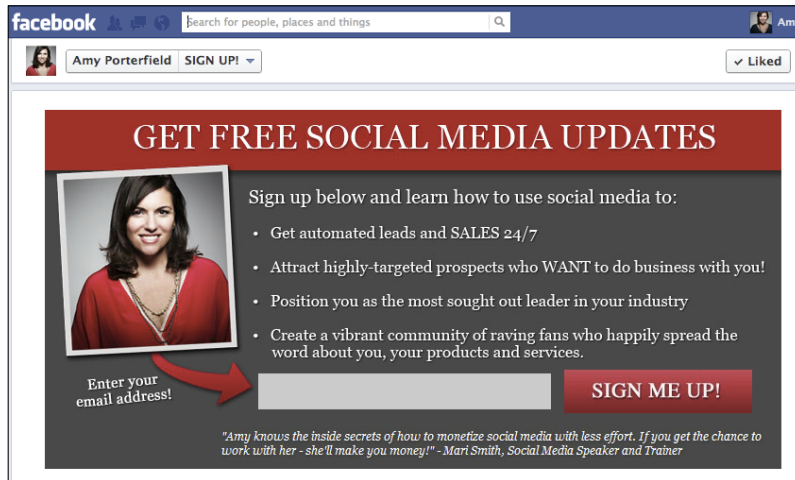 facebook
Search for people, places and things
Am
Amy Porterfield SIGN UP!
Liked
GET FREE SOCIAL MEDIA UPDATES
Sign up below and learn how to use social media to:
• Get automated leads and SALES 24/7
• Attract highly-targeted prospects who WANT to do business with you!
• Position you as the most sought out leader in your industry
• Create a vibrant community of raving fans who happily spread the
word about you, your products and services.
Enter your
email address!
SIGN ME UP!
"Amy knows the inside secrets of how to monetize social media with less effort. If you get the chance to
work with her - she'll make you money!" - Mari Smith, Social Media Speaker and Trainer